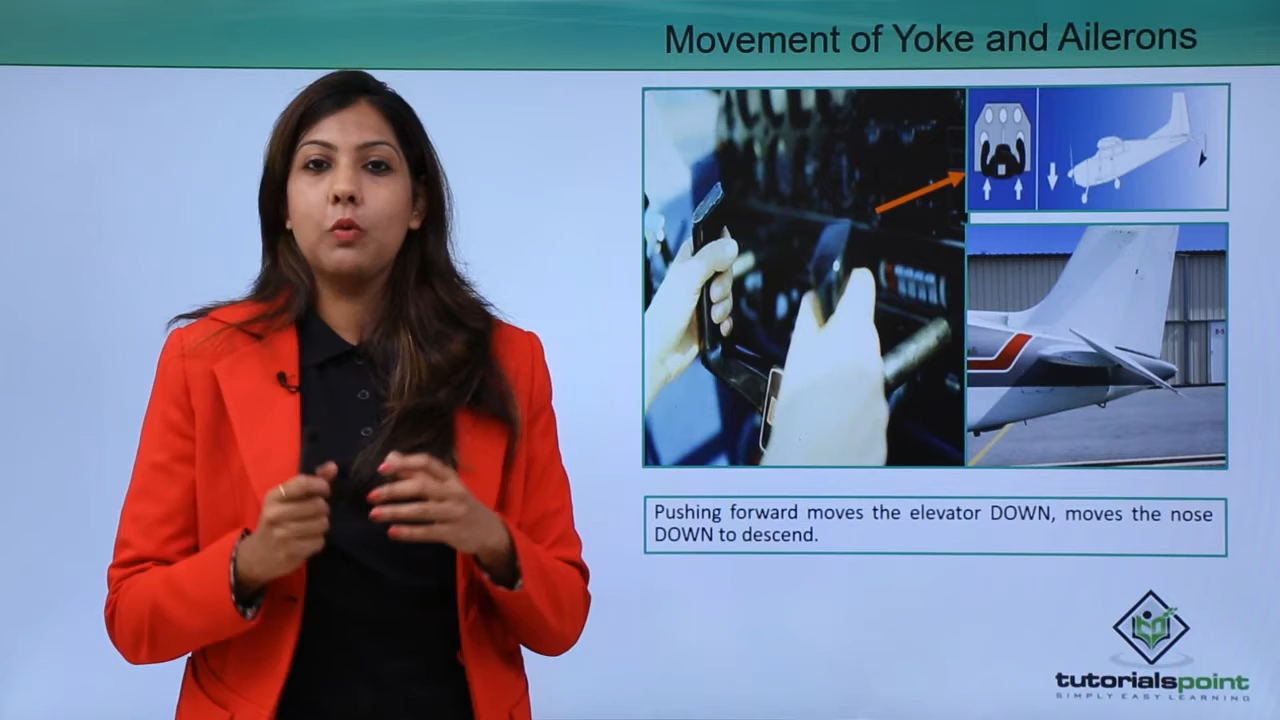 Movement of Yoke and Ailerons
Pushing forward moves the elevator DOWN, moves the nose
DOWN to descend.
tutorialspoint
SIMPLY EASY LEARNING